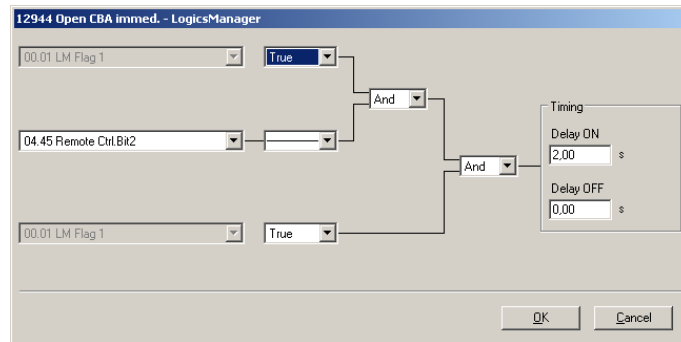 12944 Open CBA immed. - LogicsManager
00.01 LM Flag 1
True
And
Timing
04.45 Remote Ctrl.Bit2
Delay ON
2,00 s
And
Delay OFF
0,00 s
00.01 LM Flag 1
True
OK
Cancel